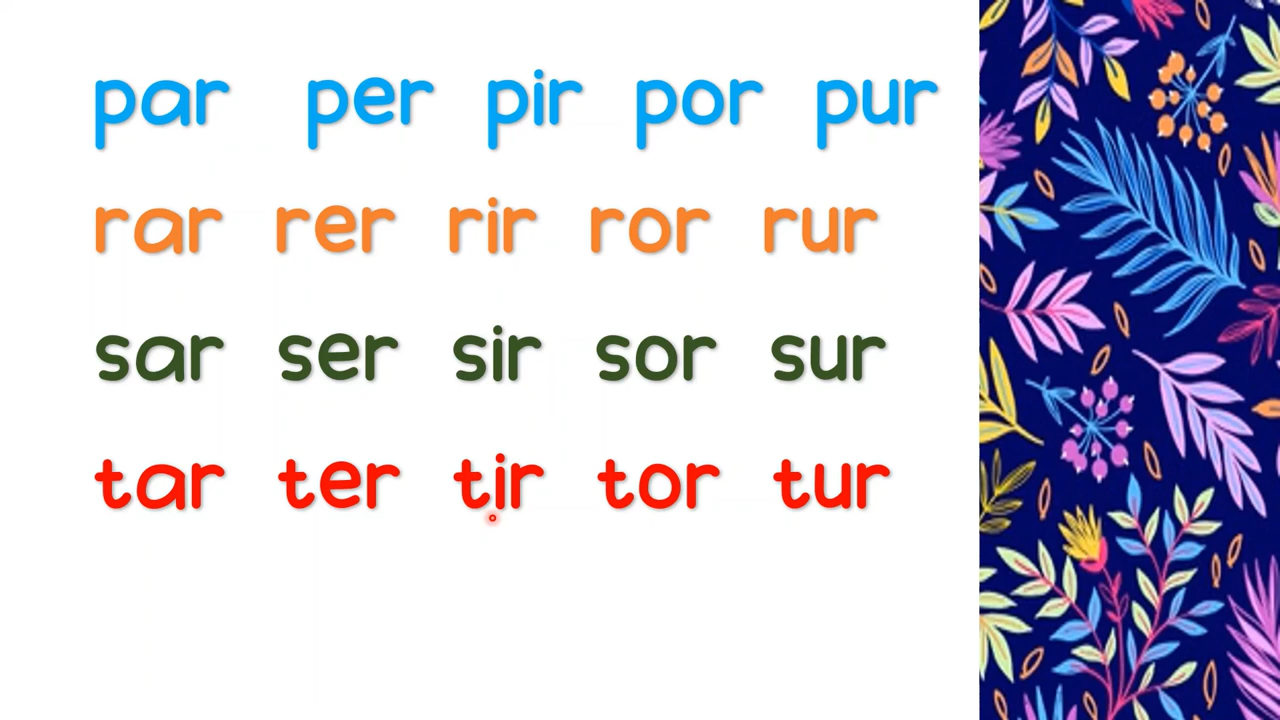 par per pir por pur
rar rer rir ror rur
sar ser sir sor sur
tar ter tir tor tur